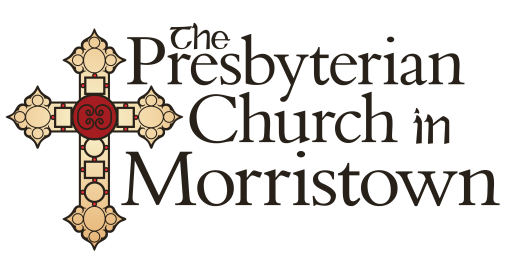 The
Presbyterian
Church in
Morristown